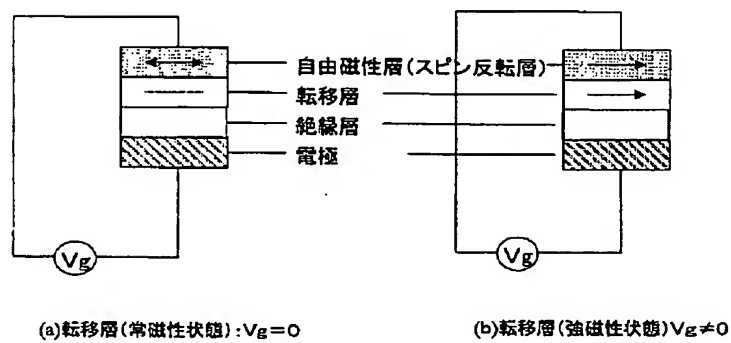 自由磁性層(スピン反転層)
転移層
絶縁層
電極
Vg
Vg
(a)転移層(常磁性状態):Vg=0
(b)転移層(強磁性状態)Vg≠0